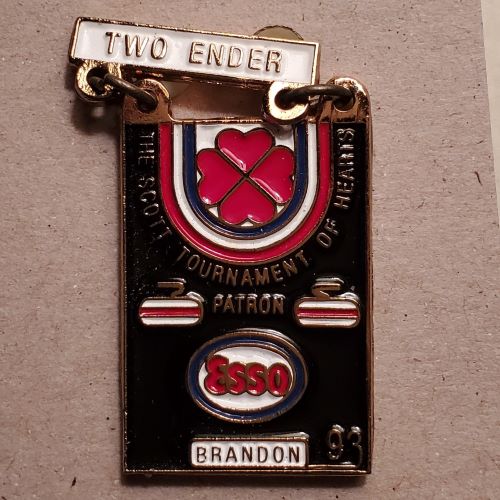 TWO ENDER
THE SCOTT TOURNAMENT OF HEARTS
PATRON
ESSO
BRANDON 93